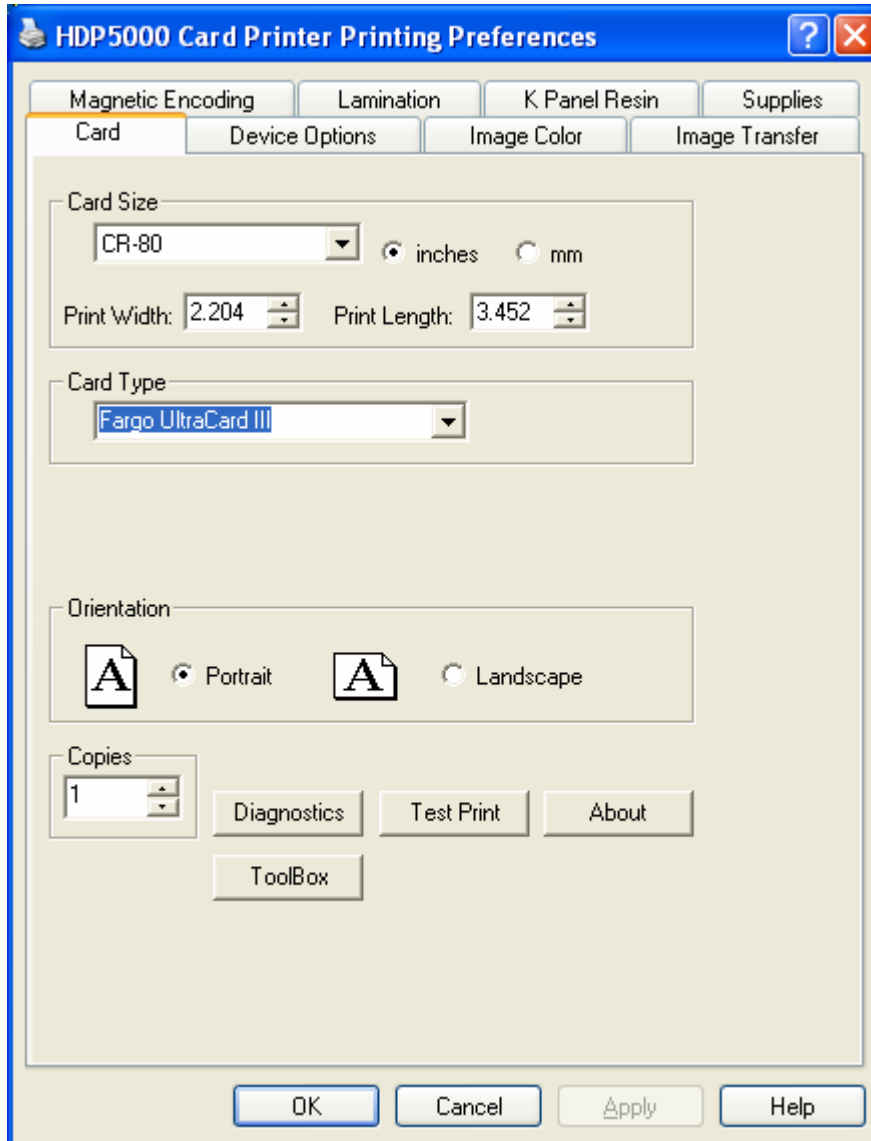 HDP5000 Card Printer Printing Preferences
Magnetic Encoding Lamination K Panel Resin Supplies
Card Device Options Image Color Image Transfer
Card Size
CR-80 inches mm
Print Width: 2.204 Print Length: 3.452
Card Type
Fargo UltraCard III
Orientation
A Portrait A Landscape
Copies
1
Diagnostics Test Print About
ToolBox
OK Cancel Apply Help